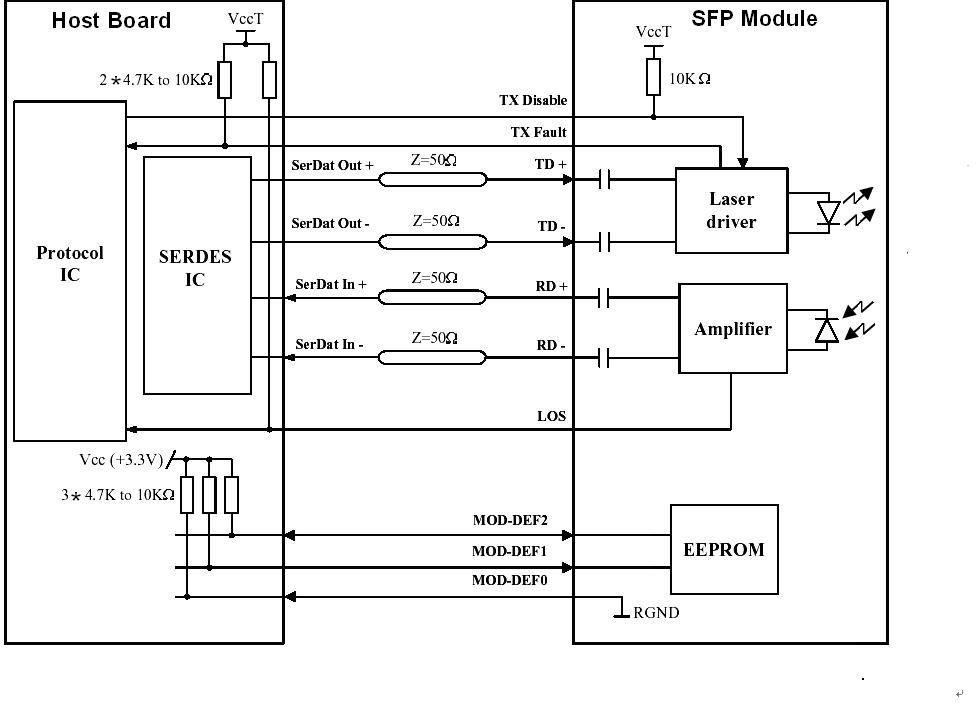 Host Board
SFP Module
VccT
VccT
2*4.7K to 10KΩ
10KΩ
TX Disable
TX Fault
SerDat Out +
Z=50Ω
TD +
SerDat Out -
Z=50Ω
TD -
Laser
driver
Protocol
IC
SERDES
IC
SerDat In +
Z=50Ω
RD +
SerDat In -
Z=50Ω
RD -
Amplifier
LOS
Vcc (+3.3V)
3* 4.7K to 10KΩ
MOD-DEF2
MOD-DEF1
MOD-DEF0
EEPROM
RGND